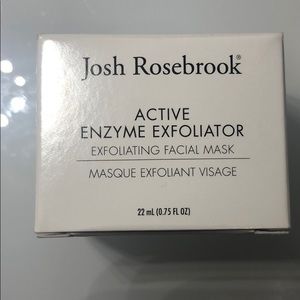 Josh Rosebrook®
ACTIVE
ENZYME EXFOLIATOR
EXFOLIATING FACIAL MASK
MASQUE EXFOLIANT VISAGE
22 mL (0.75 FL OZ)